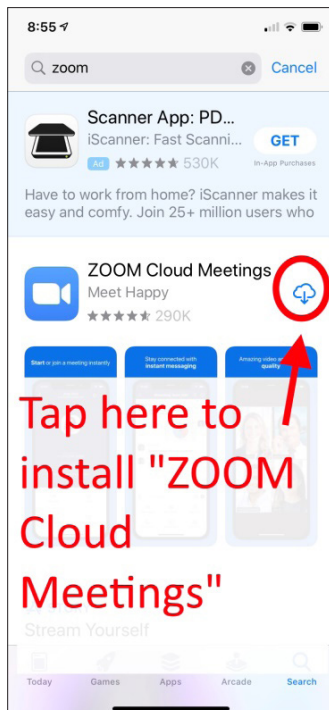 8:55
zoom
Cancel
Scanner App: PD...
iScanner: Fast Scanni...
GET
Ad 530K
In-App Purchases
Have to work from home? iScanner makes it
easy and comfy. Join 25+ million users who
ZOOM Cloud Meetings
Meet Happy
290K
Start or join a meeting instantly
Stay connected with
instant messaging
Amazing video
quality
Tap here to
install "ZOOM
Cloud
Meetings"
Stream Yourself
Today
Games
Apps
Arcade
Search